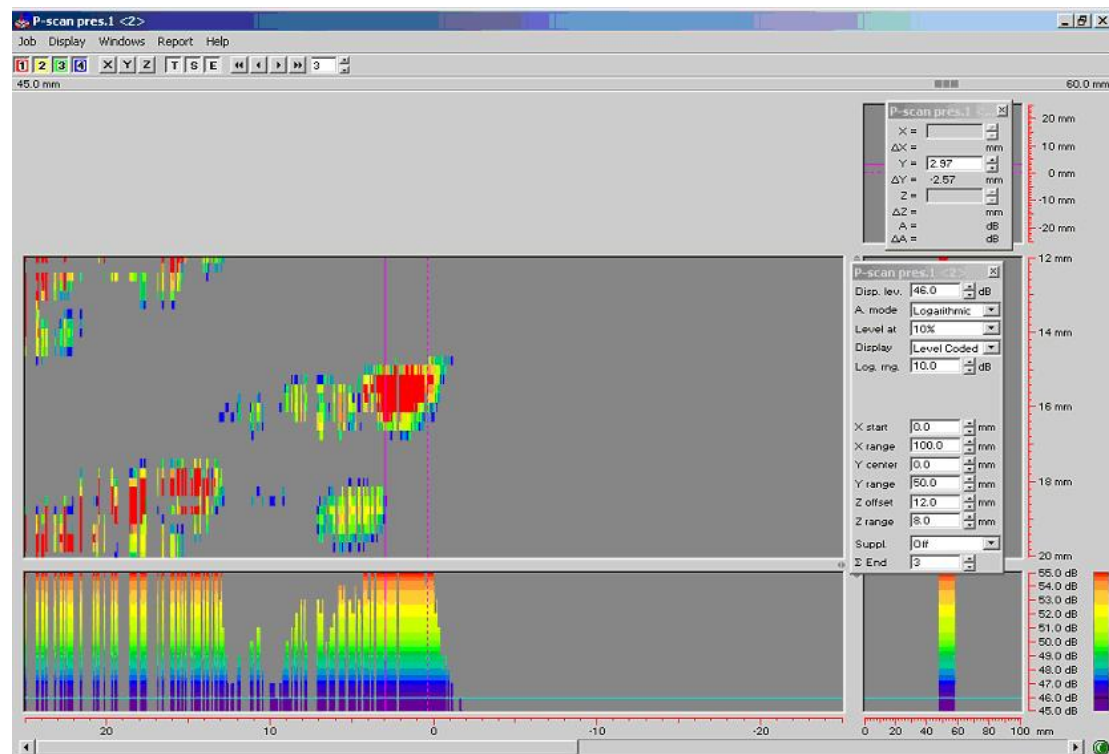 P-scan pres.1 <2>
Job Display Windows Report Help
1 2 3 4 X Y Z T S E 3
45.0 mm 60.0 mm
P-scan pres.1
X =
ΔX = mm
Y = 2.97
ΔY = -2.57 mm
Z =
ΔZ = mm
A = dB
ΔA = dB
20 mm
10 mm
0 mm
-10 mm
-20 mm
P-scan pres.1 <2>
Disp. lev. 46.0 dB
A. mode Logarithmic
Level at 10%
Display Level Coded
Log. rng. 10.0 dB
X start 0.0 mm
X range 100.0 mm
Y center 0.0 mm
Y range 50.0 mm
Z offset 12.0 mm
Z range 8.0 mm
Suppl. Off
Σ End 3
12 mm
14 mm
16 mm
18 mm
20 mm
55.0 dB
54.0 dB
53.0 dB
52.0 dB
51.0 dB
50.0 dB
49.0 dB
48.0 dB
47.0 dB
46.0 dB
45.0 dB
20 10 0 -10 -20
0 20 40 60 80 100 mm